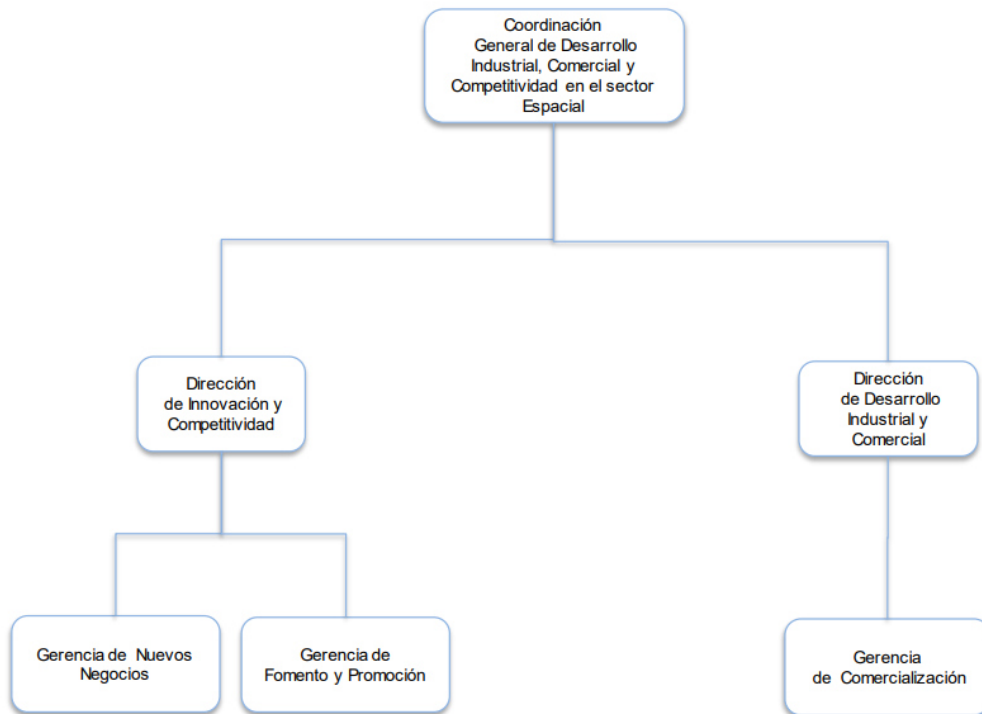 Coordinación
General de Desarrollo
Industrial, Comercial y
Competitividad en el sector
Espacial
Dirección
de Innovación y
Competitividad
Dirección
de Desarrollo
Industrial y
Comercial
Gerencia de Nuevos
Negocios
Gerencia de
Fomento y Promoción
Gerencia
de Comercialización